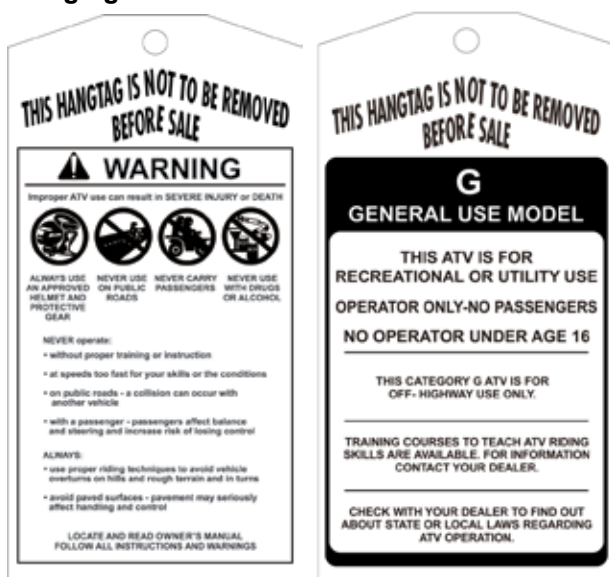 THIS HANGTAG IS NOT TO BE REMOVED
BEFORE SALE
WARNING
Improper ATV use can result in SEVERE INJURY or DEATH
ALWAYS USE
AN APPROVED
HELMET AND
PROTECTIVE
GEAR
NEVER USE
ON PUBLIC
ROADS
NEVER CARRY
PASSENGERS
NEVER USE
WITH DRUGS
OR ALCOHOL
NEVER operate:
• without proper training or instruction
• at speeds too fast for your skills or the conditions
• on public roads - a collision can occur with
another vehicle
• with a passenger - passengers affect balance
and steering and increase risk of losing control
ALWAYS:
• use proper riding techniques to avoid vehicle
overturns on hills and rough terrain and in turns
• avoid paved surfaces - pavement may seriously
affect handling and control
LOCATE AND READ OWNER'S MANUAL
FOLLOW ALL INSTRUCTIONS AND WARNINGS
THIS HANGTAG IS NOT TO BE REMOVED
BEFORE SALE
G
GENERAL USE MODEL
THIS ATV IS FOR
RECREATIONAL OR UTILITY USE
OPERATOR ONLY-NO PASSENGERS
NO OPERATOR UNDER AGE 16
THIS CATEGORY G ATV IS FOR
OFF- HIGHWAY USE ONLY.
TRAINING COURSES TO TEACH ATV RIDING
SKILLS ARE AVAILABLE. FOR INFORMATION
CONTACT YOUR DEALER.
CHECK WITH YOUR DEALER TO FIND OUT
ABOUT STATE OR LOCAL LAWS REGARDING
ATV OPERATION.